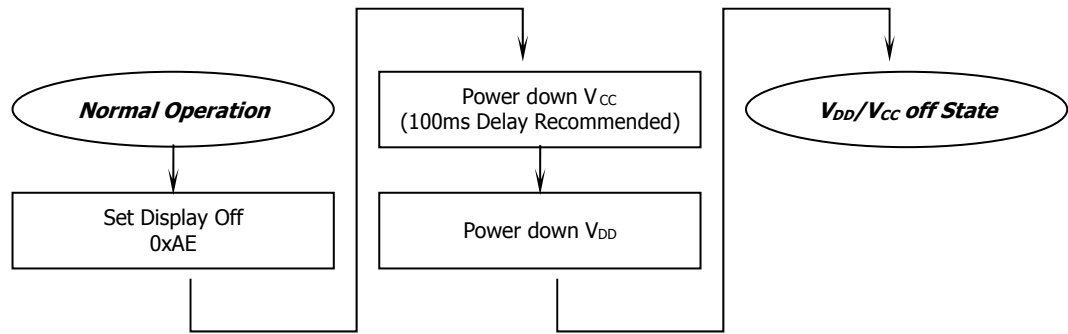 Normal Operation
Set Display Off
0xAE
Power down VCC
(100ms Delay Recommended)
Power down VDD
VDD/VCC off State